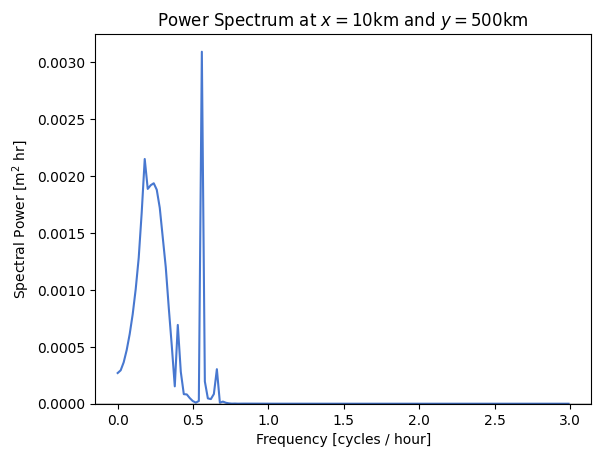 Power Spectrum at x = 10km and y = 500km
Spectral Power [m² hr]
0.0030
0.0025
0.0020
0.0015
0.0010
0.0005
0.0000
0.0 0.5 1.0 1.5 2.0 2.5 3.0
Frequency [cycles / hour]